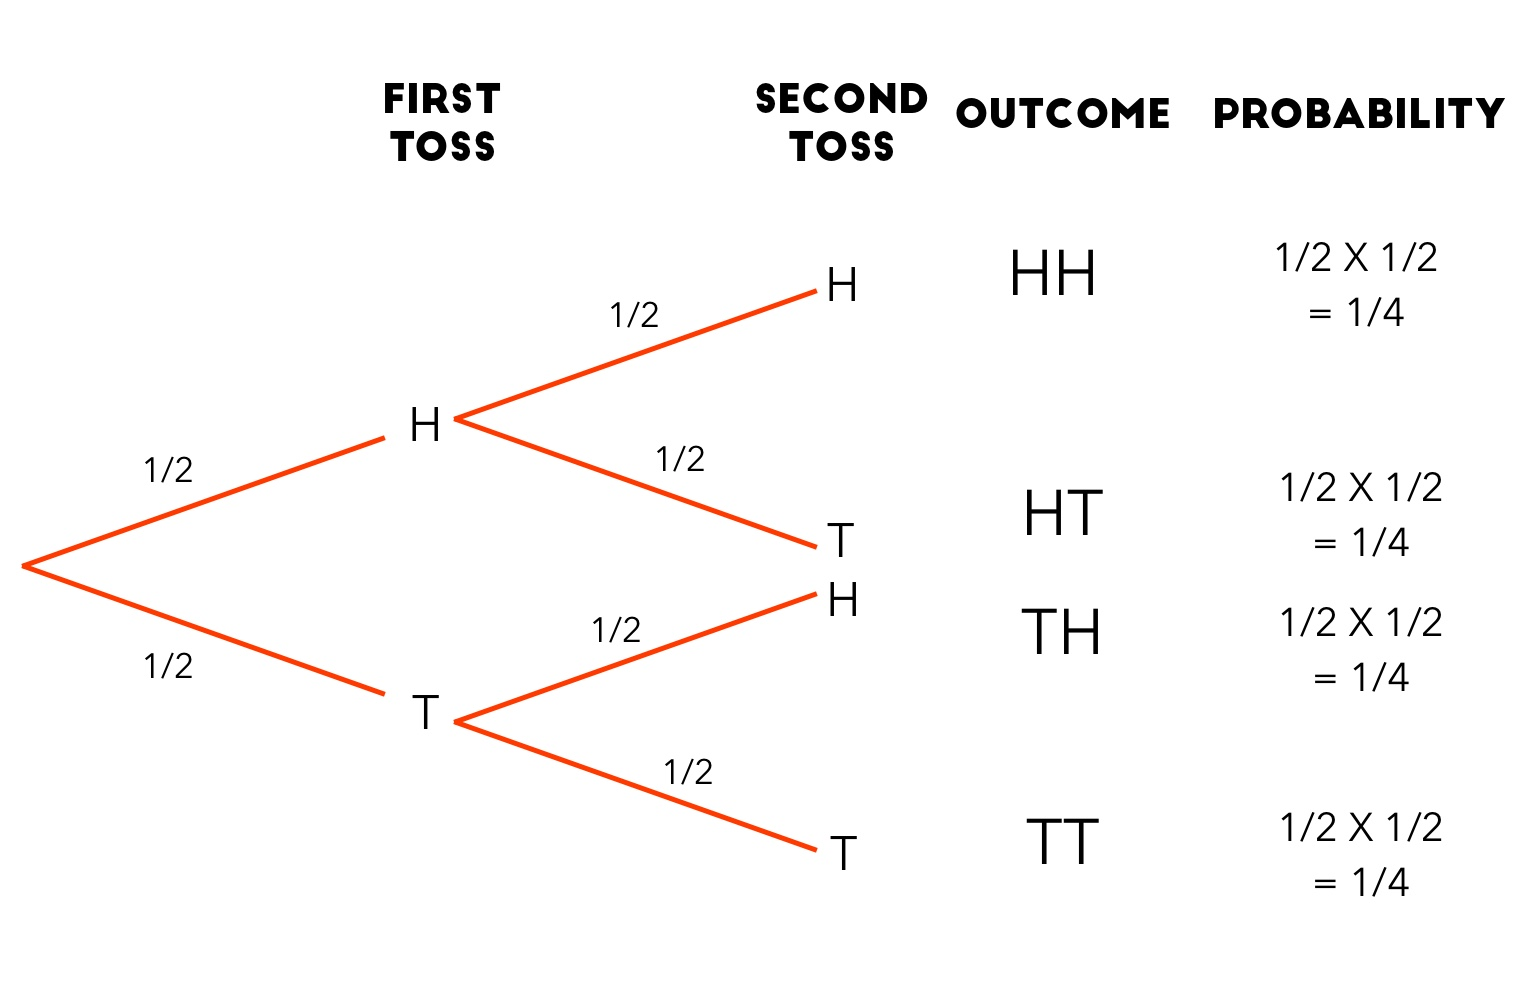 FIRST
TOSS
SECOND
TOSS
OUTCOME
PROBABILITY
H
1/2
HH
1/2 X 1/2
= 1/4
1/2
H
1/2
1/2
T
HT
1/2 X 1/2
= 1/4
1/2
T
1/2
H
TH
1/2 X 1/2
= 1/4
1/2
T
TT
1/2 X 1/2
= 1/4